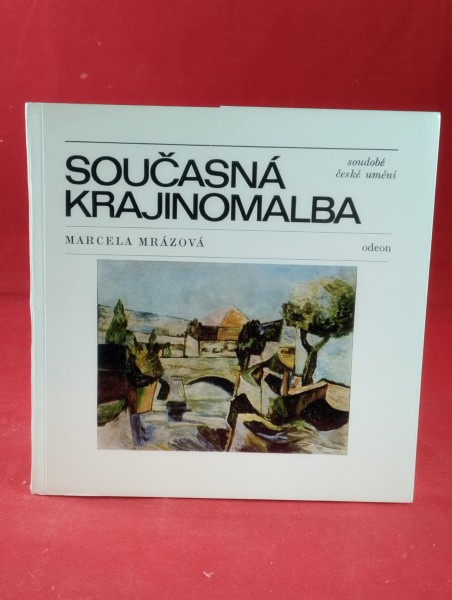 SOUČASNÁ
KRAJINOMALBA
soudobé
české umění
MARCELA MRÁZOVÁ
odeon